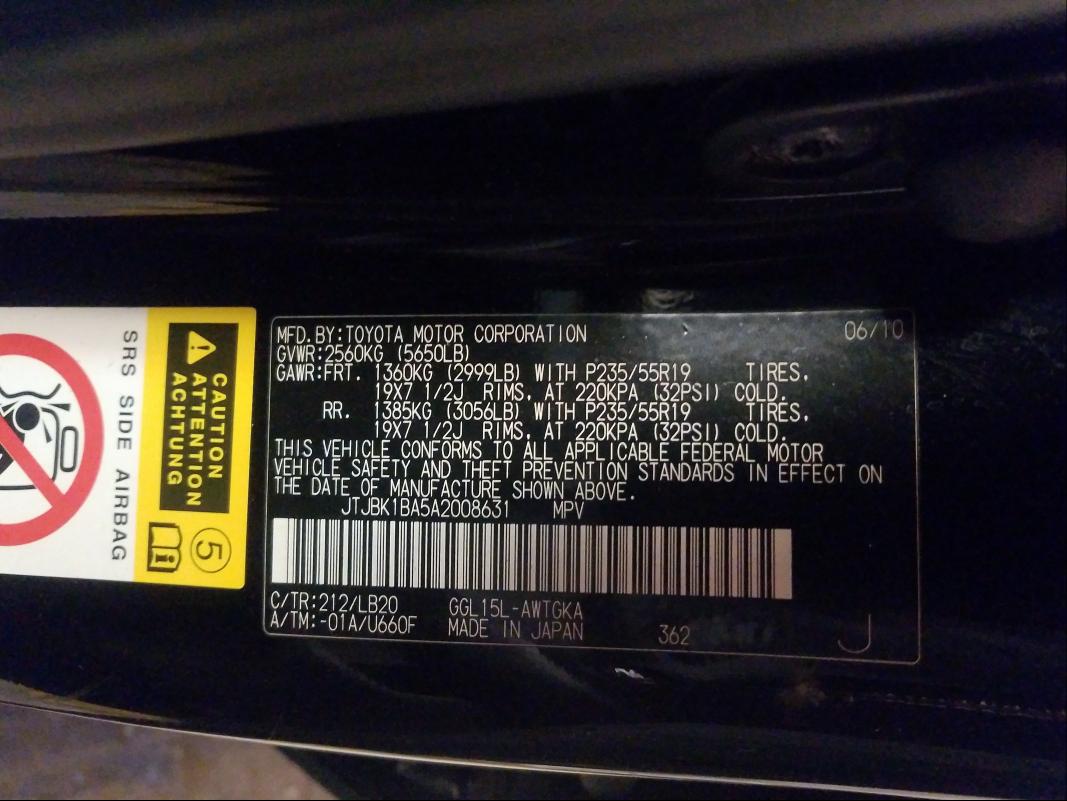 MFD.BY:TOYOTA MOTOR CORPORATION 06/10
GVWR:2560KG (5650LB)
GAWR:FRT. 1360KG (2999LB) WITH P235/55R19 TIRES,
19X7 1/2J RIMS, AT 220KPA (32PSI) COLD.
RR. 1385KG (3056LB) WITH P235/55R19 TIRES,
19X7 1/2J RIMS, AT 220KPA (32PSI) COLD.
THIS VEHICLE CONFORMS TO ALL APPLICABLE FEDERAL MOTOR
VEHICLE SAFETY AND THEFT PREVENTION STANDARDS IN EFFECT ON
THE DATE OF MANUFACTURE SHOWN ABOVE.
JTJBK1BA5A2008631 MPV
C/TR:212/LB20 GGL15L-AWTGKA
A/TM:-01A/U660F MADE IN JAPAN 362 J
CAUTION
ATTENTION
ACHTUNG
5
SRS SIDE AIRBAG